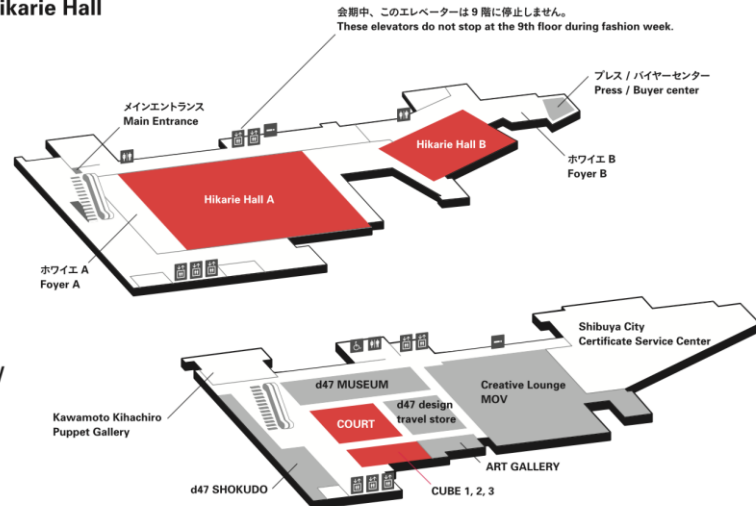 ikarie Hall
会期中、このエレベーターは 9 階に停止しません。
These elevators do not stop at the 9th floor during fashion week.
プレス / バイヤーセンター
Press / Buyer center
メインエントランス
Main Entrance
Hikarie Hall B
ホワイエ B
Foyer B
Hikarie Hall A
ホワイエ A
Foyer A
Shibuya City
Certificate Service Center
/
d47 MUSEUM
Creative Lounge
MOV
d47 design
travel store
Kawamoto Kihachiro
Puppet Gallery
COURT
ART GALLERY
d47 SHOKUDO
CUBE 1, 2, 3